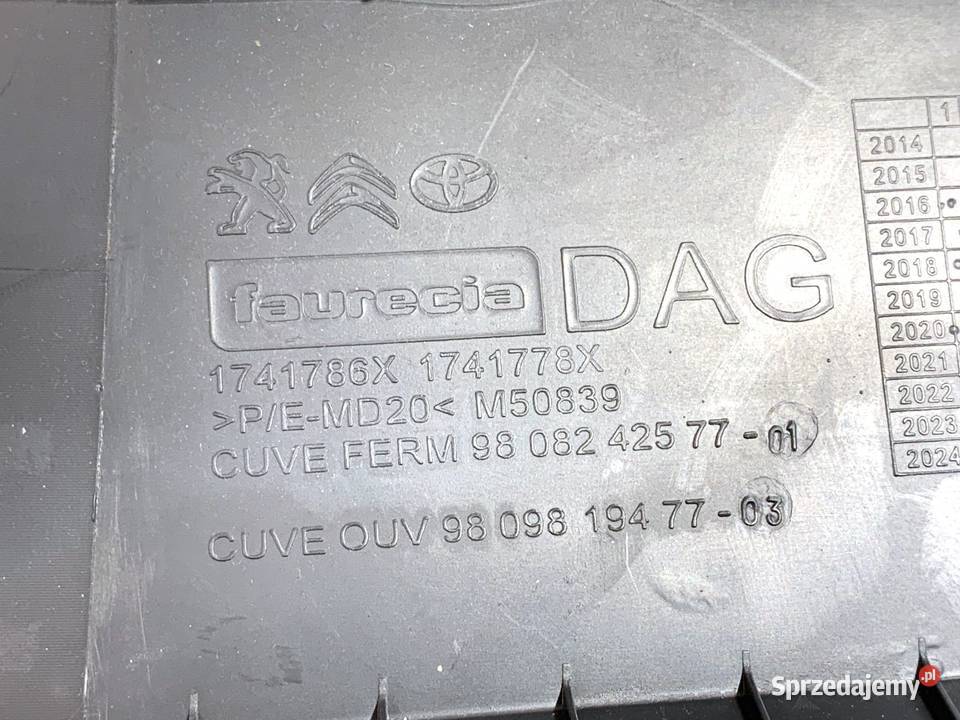 faurecia DAG
1741786X 1741778X
>P/E-MD20< M50839
CUVE FERM 98 082 425 77-01
CUVE OUV 98 098 194 77-03
1
2014
2015
2016
2017
2018
2019
2020
2021
2022
2023
2024
Sprzedajemy.pl